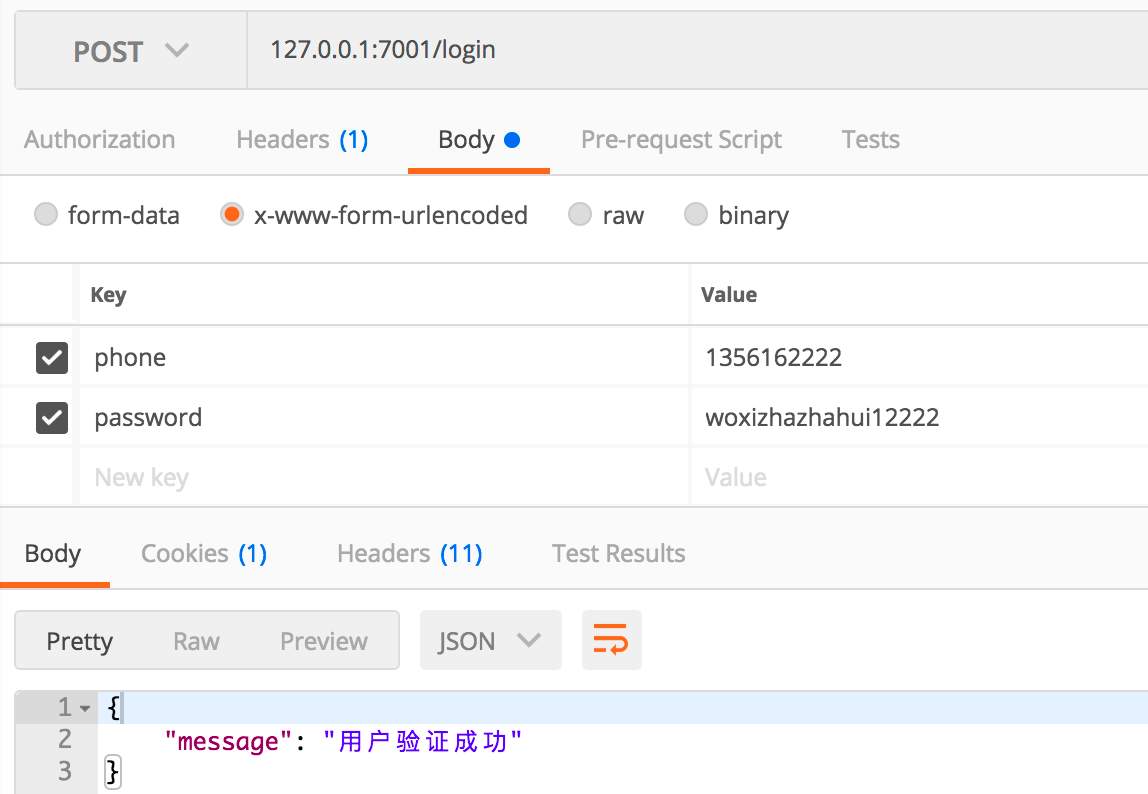 POST 127.0.0.1:7001/login
Authorization Headers (1) Body Pre-request Script Tests
form-data x-www-form-urlencoded raw binary
Key Value
phone 1356162222
password woxizhazhahui12222
New key Value
Body Cookies (1) Headers (11) Test Results
Pretty Raw Preview JSON
1 {
2 "message": "用户验证成功"
3 }